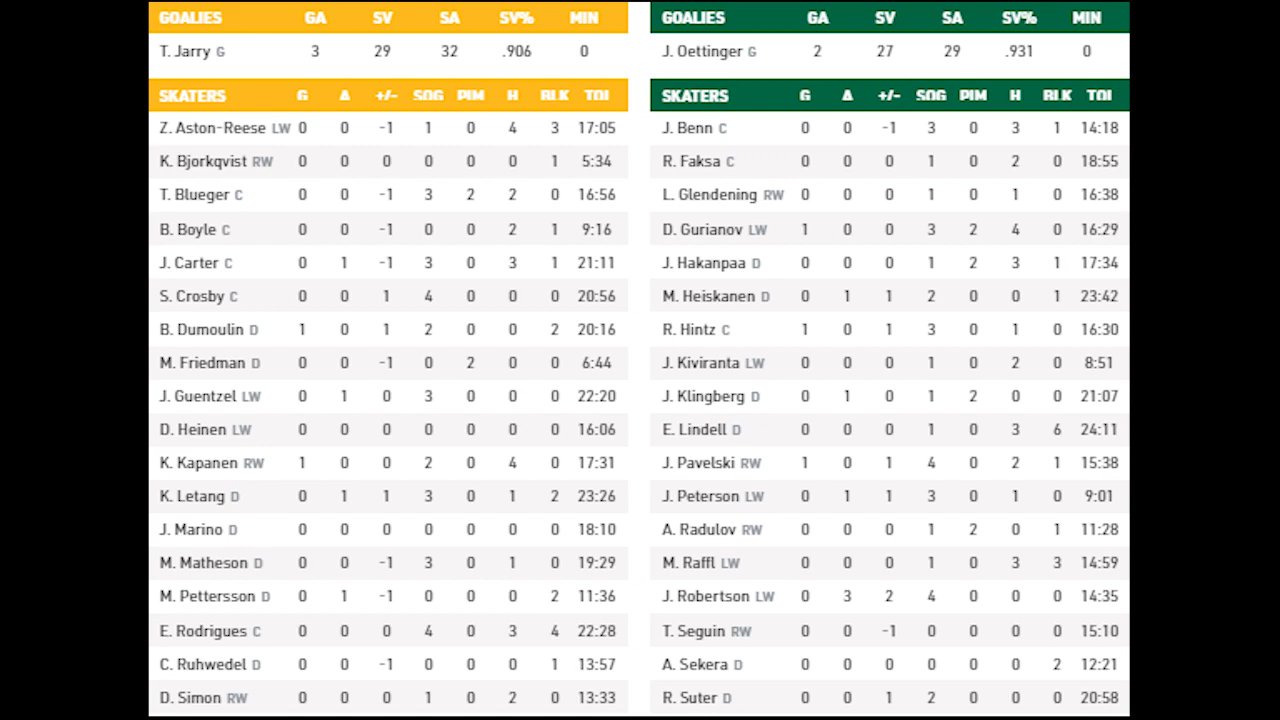 GOALIES GA SV SA SV% MIN
T. Jarry G 3 29 32 .906 0
SKATERS G A +/- SOG PIM H BLK TOI
Z. Aston-Reese LW 0 0 -1 1 0 4 3 17:05
K. Bjorkqvist RW 0 0 0 0 0 0 1 5:34
T. Blueger C 0 0 -1 3 2 2 0 16:56
B. Boyle C 0 0 -1 0 0 2 1 9:16
J. Carter C 0 1 -1 3 0 3 1 21:11
S. Crosby C 0 0 1 4 0 0 0 20:56
B. Dumoulin D 1 0 1 2 0 0 2 20:16
M. Friedman D 0 0 -1 0 2 0 0 6:44
J. Guentzel LW 0 1 0 3 0 0 0 22:20
D. Heinen LW 0 0 0 0 0 0 0 16:06
K. Kapanen RW 1 0 0 2 0 4 0 17:31
K. Letang D 0 1 1 3 0 1 2 23:26
J. Marino D 0 0 0 0 0 0 0 18:10
M. Matheson D 0 0 -1 3 0 1 0 19:29
M. Pettersson D 0 1 -1 0 0 0 2 11:36
E. Rodrigues C 0 0 0 4 0 3 4 22:28
C. Ruhwedel D 0 0 -1 0 0 0 1 13:57
D. Simon RW 0 0 0 1 0 2 0 13:33
GOALIES GA SV SA SV% MIN
J. Oettinger G 2 27 29 .931 0
SKATERS G A +/- SOG PIM H BLK TOI
J. Benn C 0 0 -1 3 0 3 1 14:18
R. Faksa C 0 0 0 1 0 2 0 18:55
L. Glendening RW 0 0 0 1 0 1 0 16:38
D. Gurianov LW 1 0 0 3 2 4 0 16:29
J. Hakanpaa D 0 0 0 1 2 3 1 17:34
M. Heiskanen D 0 1 1 2 0 0 1 23:42
R. Hintz C 1 0 1 3 0 1 0 16:30
J. Kiviranta LW 0 0 0 1 0 2 0 8:51
J. Klingberg D 0 1 0 1 2 0 0 21:07
E. Lindell D 0 0 0 1 0 3 6 24:11
J. Pavelski RW 1 0 1 4 0 2 1 15:38
J. Peterson LW 0 1 1 3 0 1 0 9:01
A. Radulov RW 0 0 0 1 2 0 1 11:28
M. Raffl LW 0 0 0 1 0 3 3 14:59
J. Robertson LW 0 3 2 4 0 0 0 14:35
T. Seguin RW 0 0 -1 0 0 0 0 15:10
A. Sekera D 0 0 0 0 0 0 2 12:21
R. Suter D 0 0 1 2 0 0 0 20:58